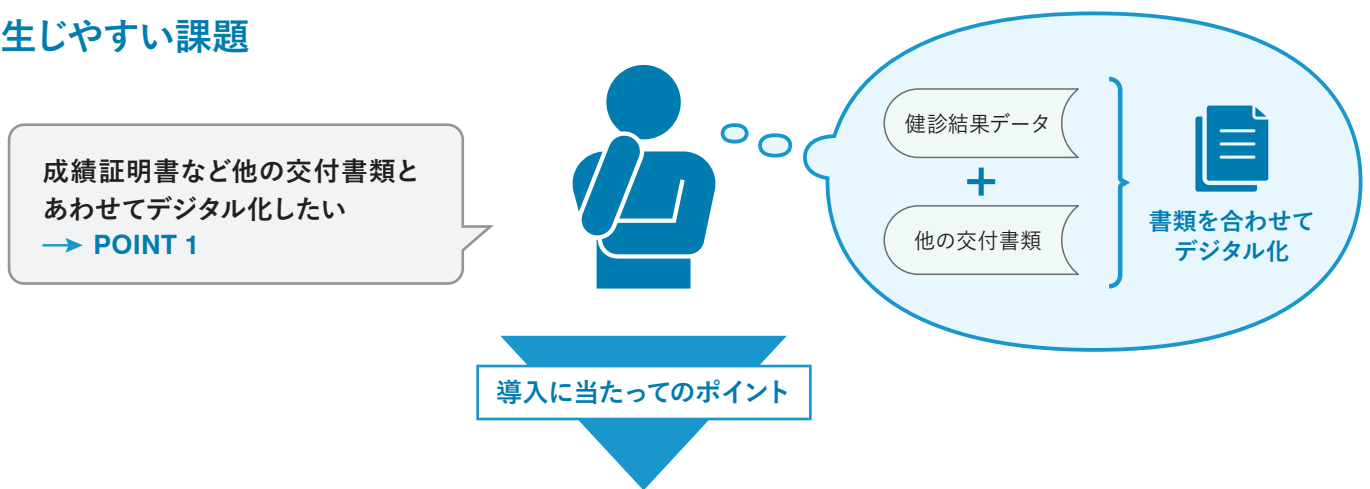 生じやすい課題
成績証明書など他の交付書類と
あわせてデジタル化したい
→ POINT 1
健診結果データ
+
他の交付書類
書類を合わせて
デジタル化
導入に当たってのポイント